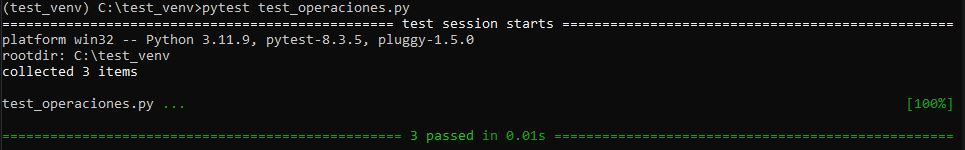 (test_venv) C:\test_venv>pytest test_operaciones.py
================================================= test session starts =================================================
platform win32 -- Python 3.11.9, pytest-8.3.5, pluggy-1.5.0
rootdir: C:\test_venv
collected 3 items
test_operaciones.py ... [100%]
================================================== 3 passed in 0.01s ==================================================